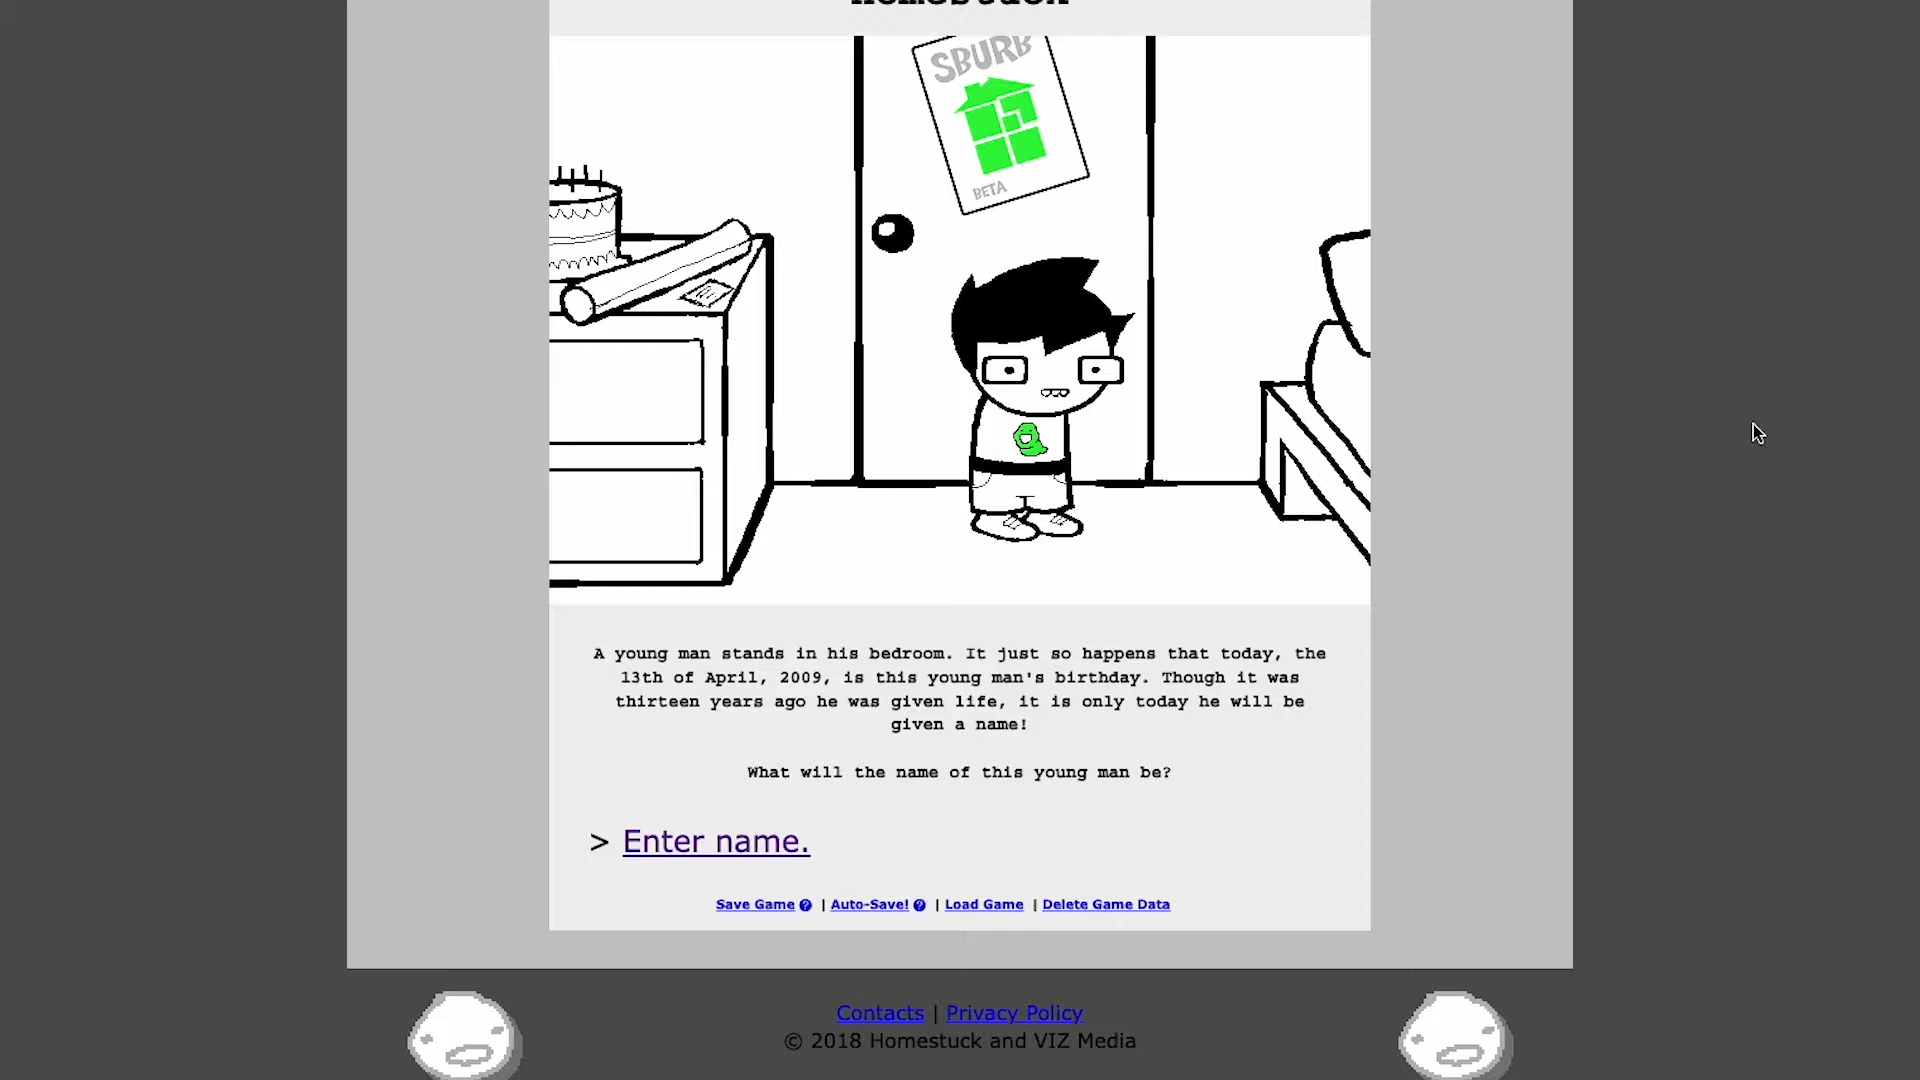 Homestuck
SBURB
BETA
A young man stands in his bedroom. It just so happens that today, the
13th of April, 2009, is this young man's birthday. Though it was
thirteen years ago he was given life, it is only today he will be
given a name!
What will the name of this young man be?
> Enter name.
Save Game ? | Auto-Save! ? | Load Game | Delete Game Data
Contacts | Privacy Policy
© 2018 Homestuck and VIZ Media